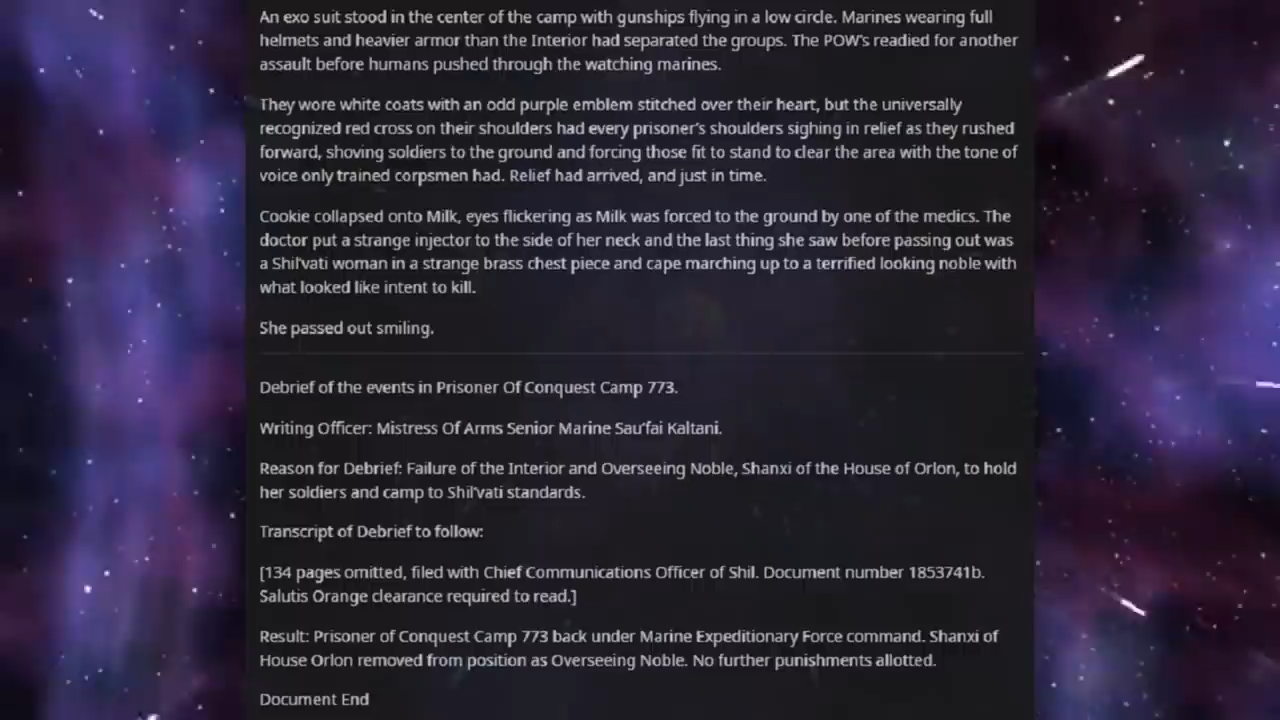 An exo suit stood in the center of the camp with gunships flying in a low circle. Marines wearing full
helmets and heavier armor than the Interior had separated the groups. The POW's readied for another
assault before humans pushed through the watching marines.
They wore white coats with an odd purple emblem stitched over their heart, but the universally
recognized red cross on their shoulders had every prisoner's shoulders sighing in relief as they rushed
forward, shoving soldiers to the ground and forcing those fit to stand to clear the area with the tone of
voice only trained corpsmen had. Relief had arrived, and just in time.
Cookie collapsed onto Milk, eyes flickering as Milk was forced to the ground by one of the medics. The
doctor put a strange injector to the side of her neck and the last thing she saw before passing out was
a Shil'vati woman in a strange brass chest piece and cape marching up to a terrified looking noble with
what looked like intent to kill.
She passed out smiling.
Debrief of the events in Prisoner Of Conquest Camp 773.
Writing Officer: Mistress Of Arms Senior Marine Sau'fai Kaltani.
Reason for Debrief: Failure of the Interior and Overseeing Noble, Shanxi of the House of Orlon, to hold
her soldiers and camp to Shil'vati standards.
Transcript of Debrief to follow:
[134 pages omitted, filed with Chief Communications Officer of Shil. Document number 1853741b.
Salutis Orange clearance required to read.]
Result: Prisoner of Conquest Camp 773 back under Marine Expeditionary Force command. Shanxi of
House Orlon removed from position as Overseeing Noble. No further punishments allotted.
Document End